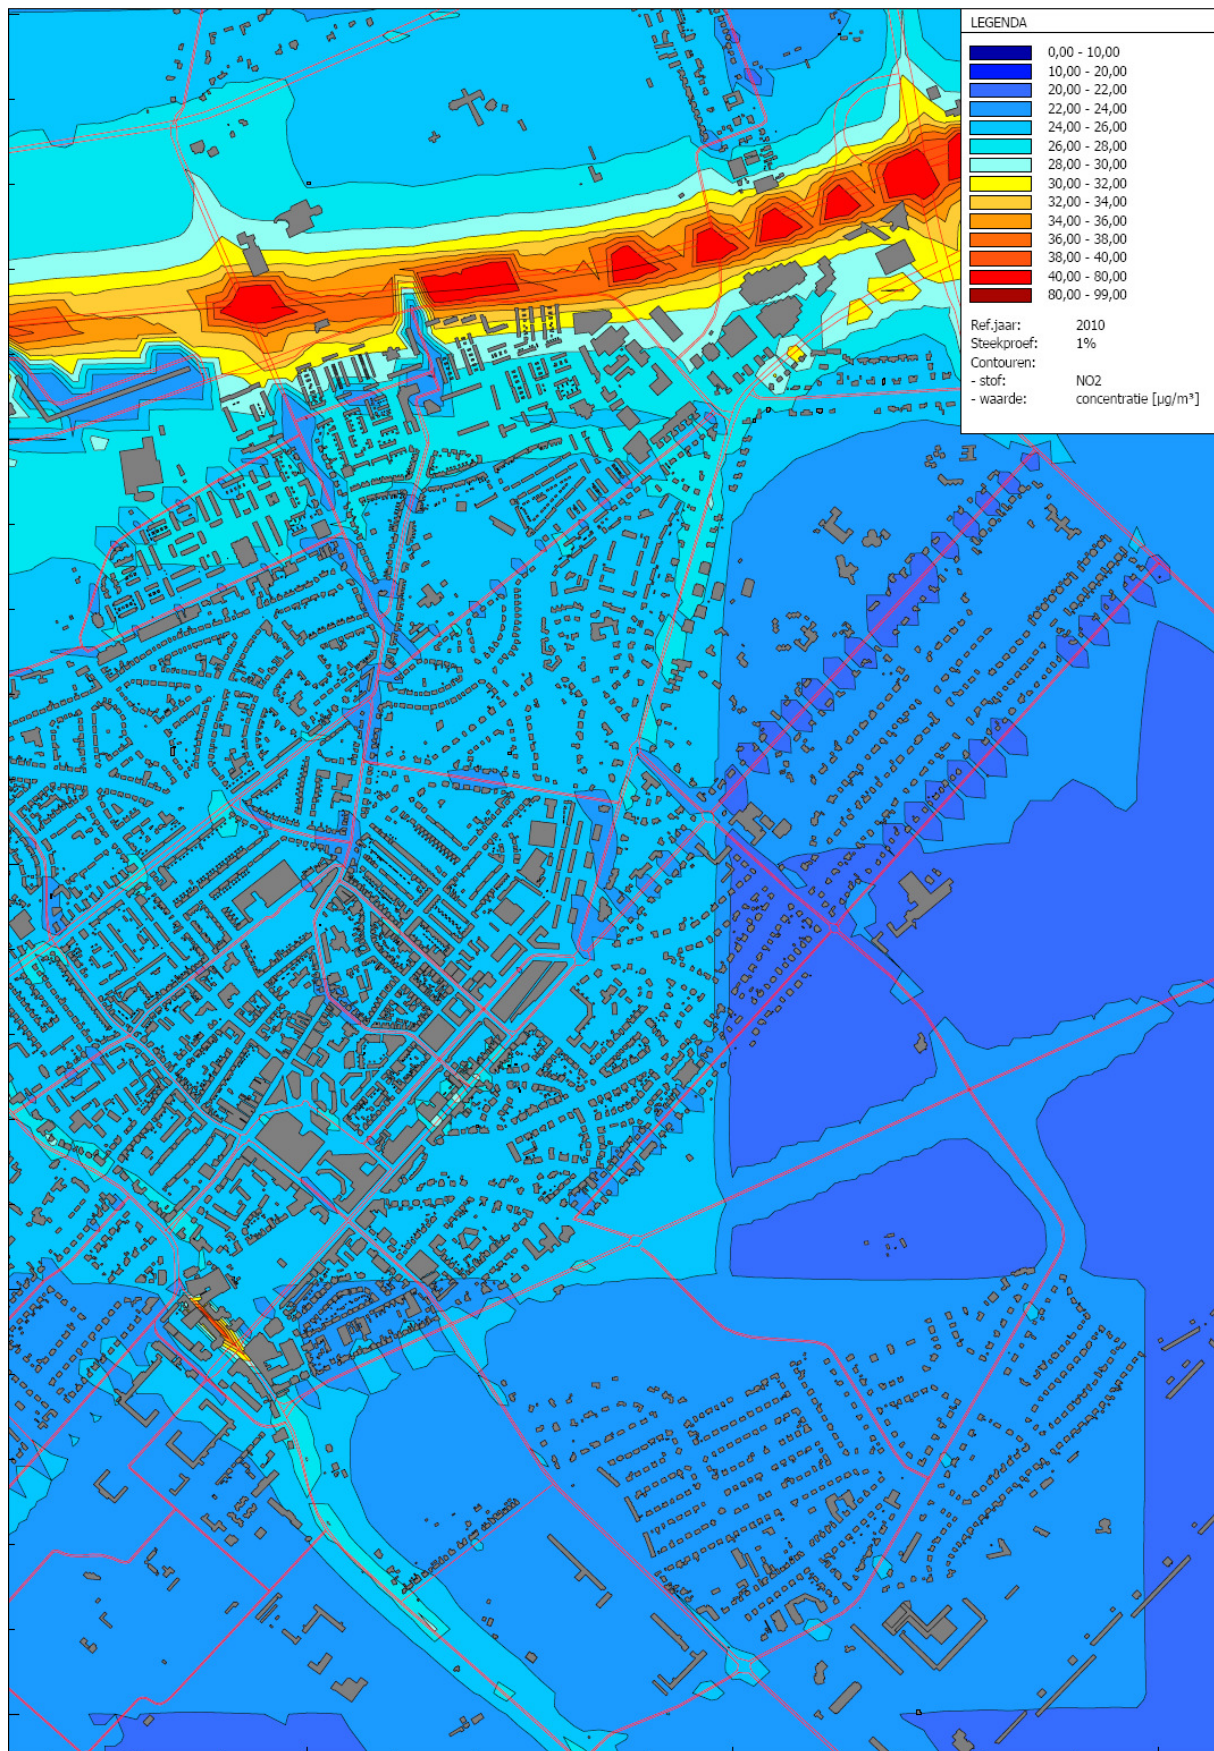 LEGENDA
0,00 - 10,00
10,00 - 20,00
20,00 - 22,00
22,00 - 24,00
24,00 - 26,00
26,00 - 28,00
28,00 - 30,00
30,00 - 32,00
32,00 - 34,00
34,00 - 36,00
36,00 - 38,00
38,00 - 40,00
40,00 - 80,00
80,00 - 99,00
Ref.jaar: 2010
Steekproef: 1%
Contouren:
- stof: NO2
- waarde: concentratie [µg/m³]